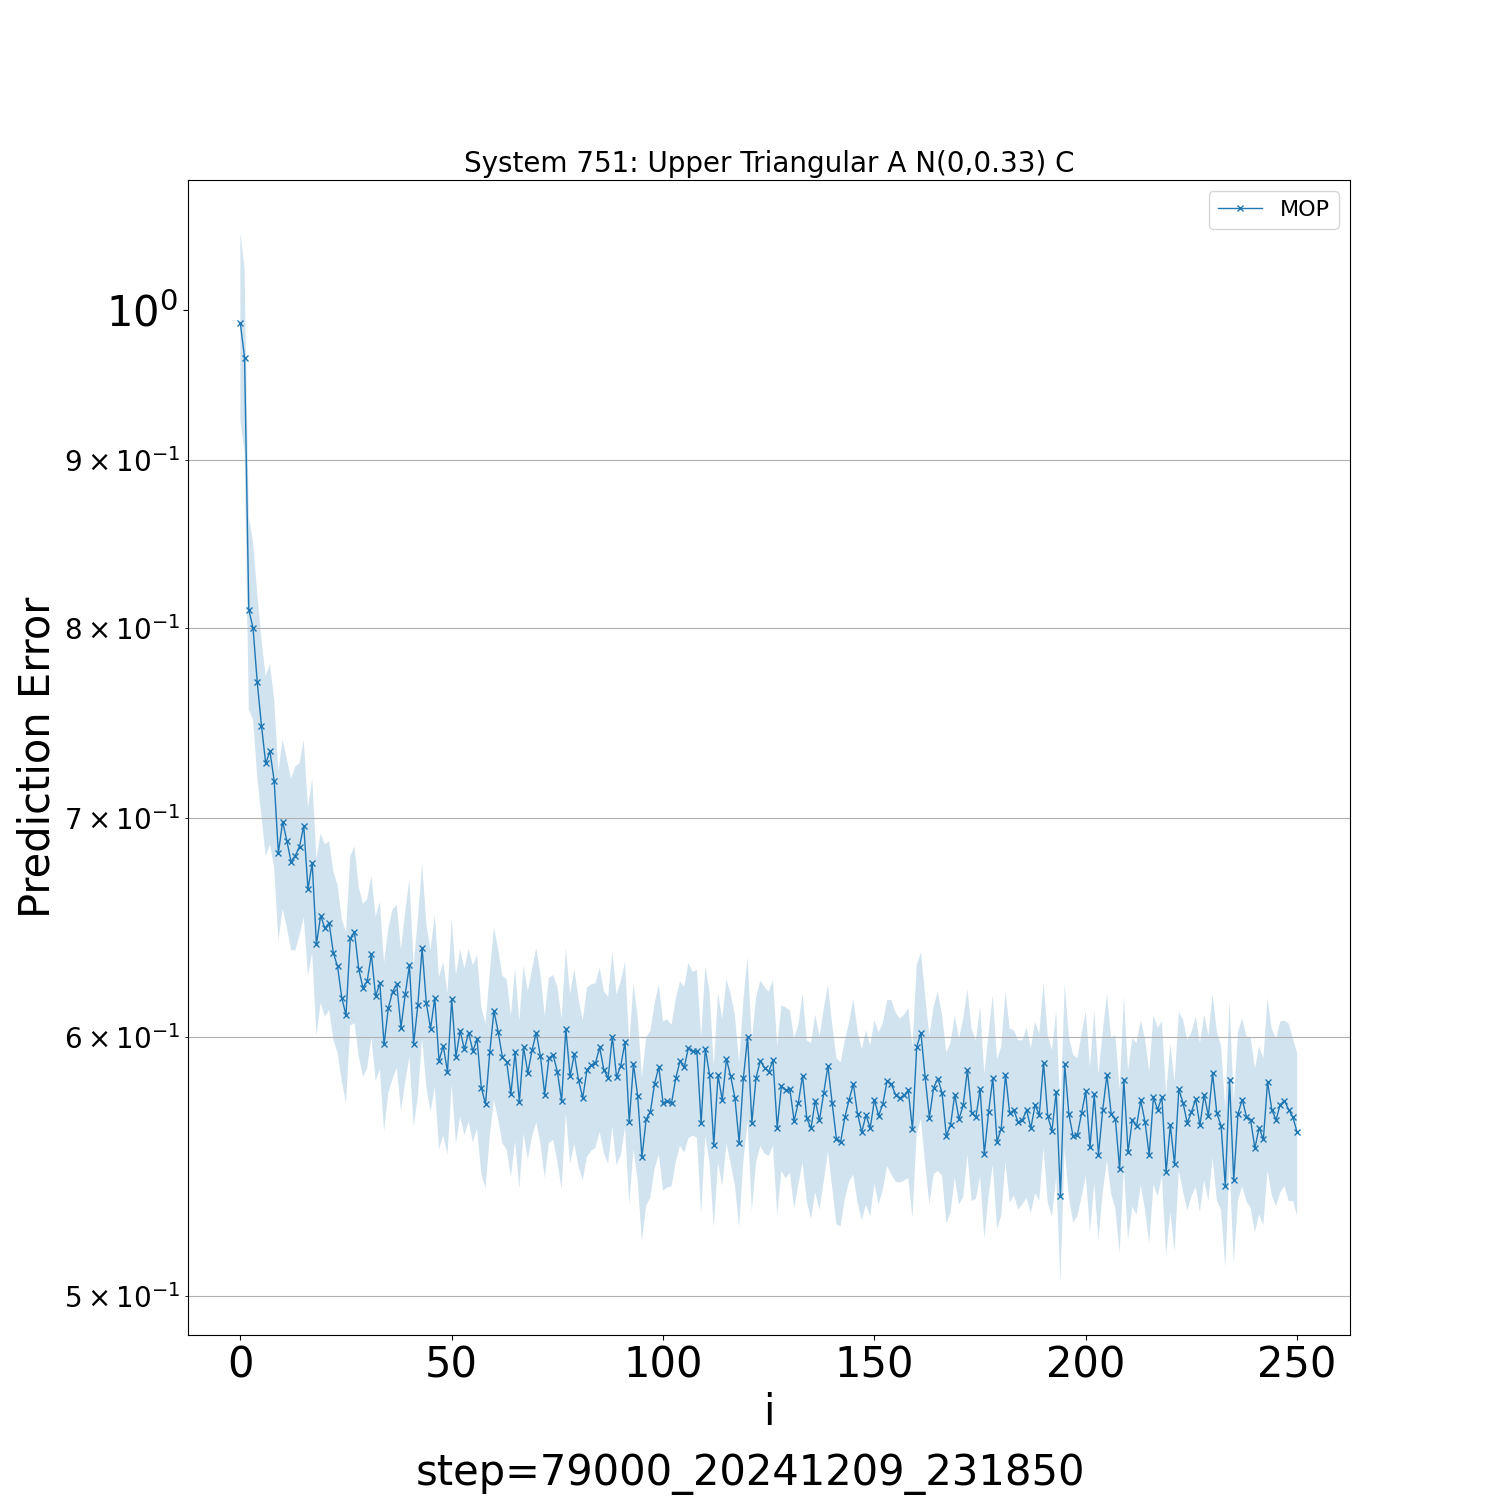 System 751: Upper Triangular A N(0,0.33) C
MOP
10⁰
9 × 10⁻¹
8 × 10⁻¹
7 × 10⁻¹
6 × 10⁻¹
5 × 10⁻¹
Prediction Error
0 50 100 150 200 250
i
step=79000_20241209_231850